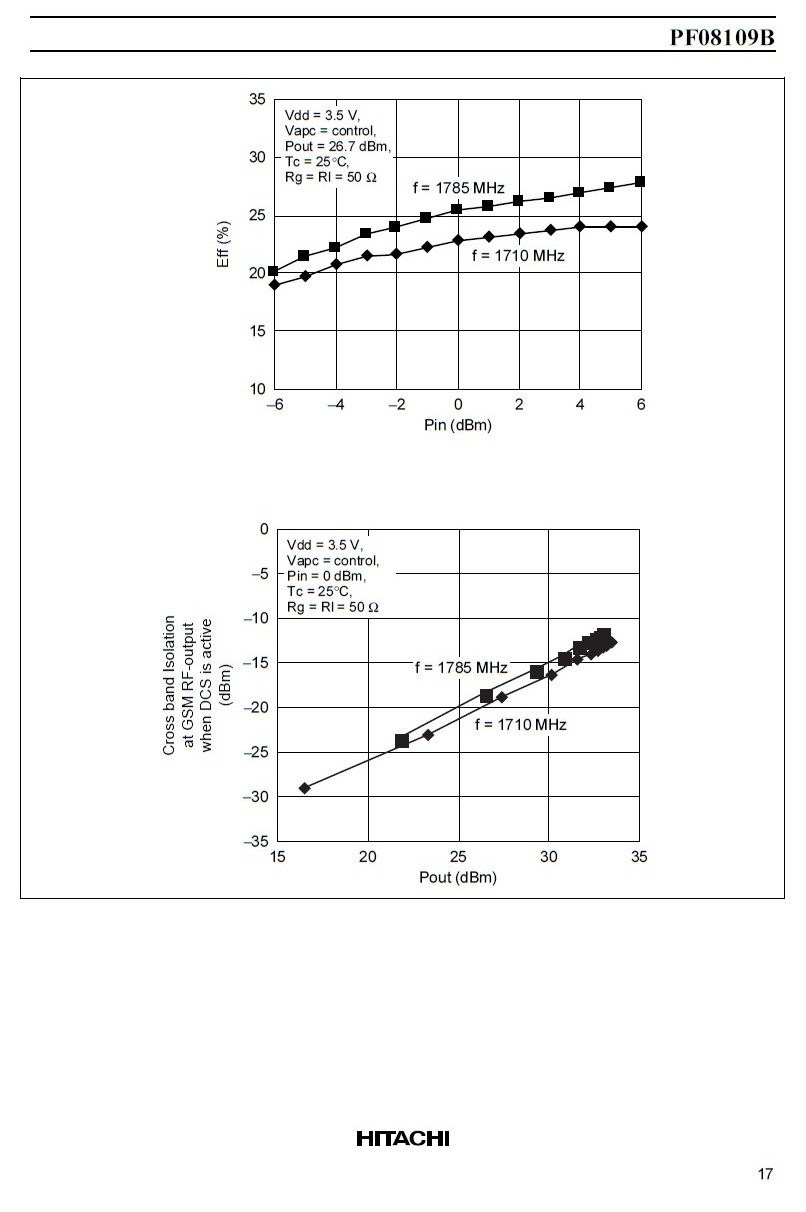 PF08109B
35
30
25
20
15
10
Eff (%)
Vdd = 3.5 V,
Vapc = control,
Pout = 26.7 dBm,
Tc = 25°C,
Rg = Rl = 50 Ω
f = 1785 MHz
f = 1710 MHz
–6 –4 –2 0 2 4 6
Pin (dBm)
0
–5
–10
–15
–20
–25
–30
–35
Cross band Isolation
at GSM RF-output
when DCS is active
(dBm)
Vdd = 3.5 V,
Vapc = control,
Pin = 0 dBm,
Tc = 25°C,
Rg = Rl = 50 Ω
f = 1785 MHz
f = 1710 MHz
15 20 25 30 35
Pout (dBm)
HITACHI
17